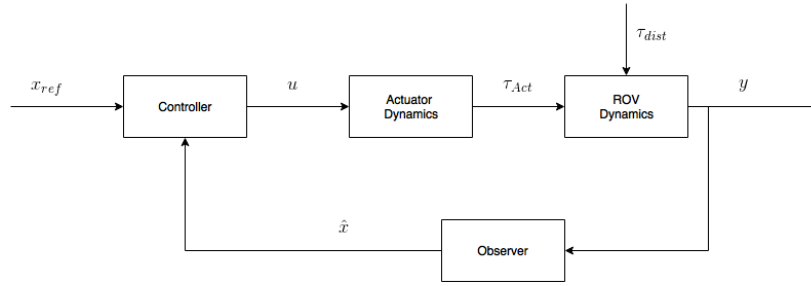 τ_dist
x_ref
u
τ_Act
y
Controller
Actuator
Dynamics
ROV
Dynamics
x̂
Observer